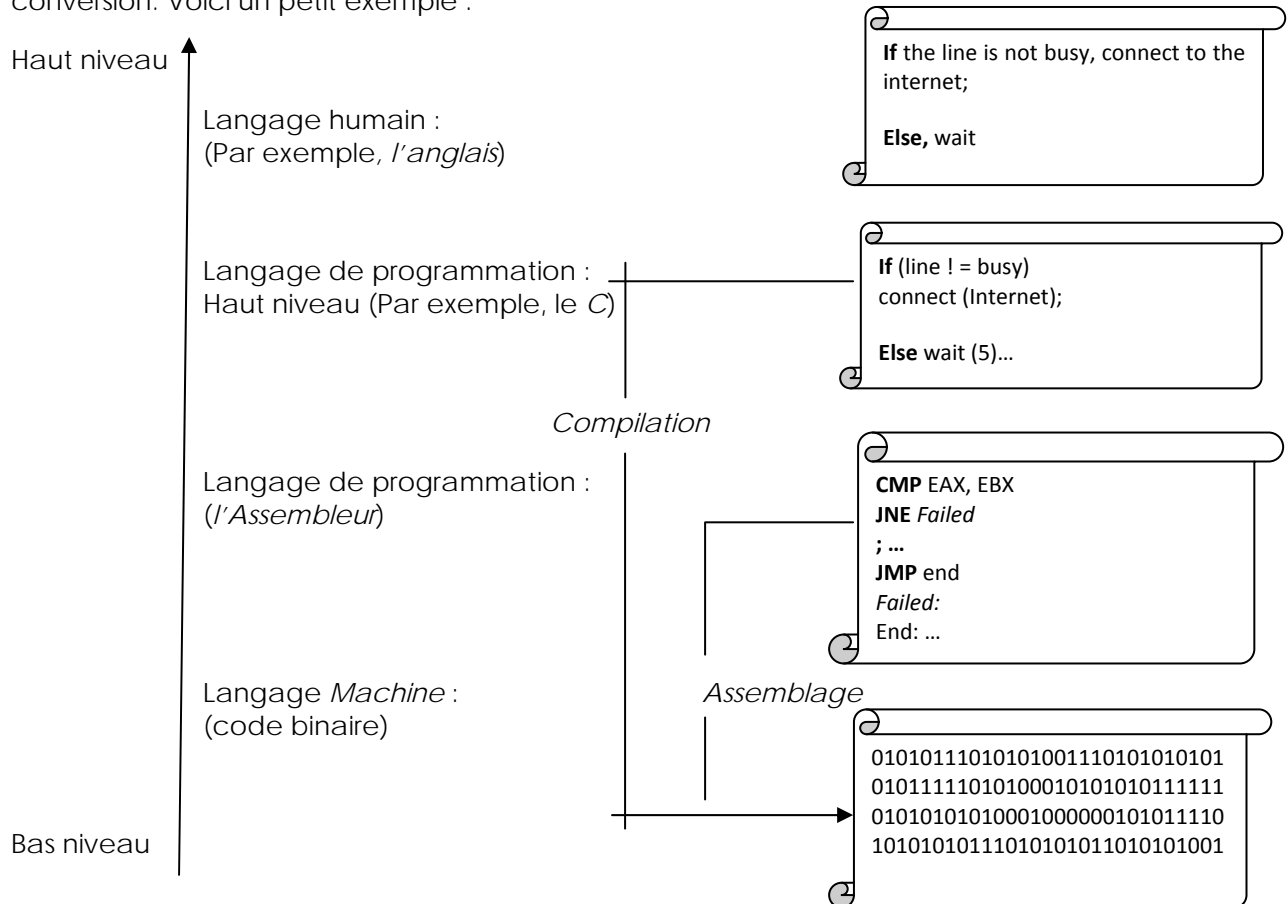 conversion. Voici un petit exemple :
Haut niveau
If the line is not busy, connect to the
internet;
Else, wait
Langage humain :
(Par exemple, l’anglais)
Langage de programmation :
Haut niveau (Par exemple, le C)
If (line ! = busy)
connect (Internet);
Else wait (5)…
Compilation
Langage de programmation :
(l’Assembleur)
CMP EAX, EBX
JNE Failed
; …
JMP end
Failed:
End: …
Langage Machine :
(code binaire)
Assemblage
0101011101010100111010101010101
0101111101010001010101011111
01010101010001000000101011110
1010101011101010101101010101001
Bas niveau